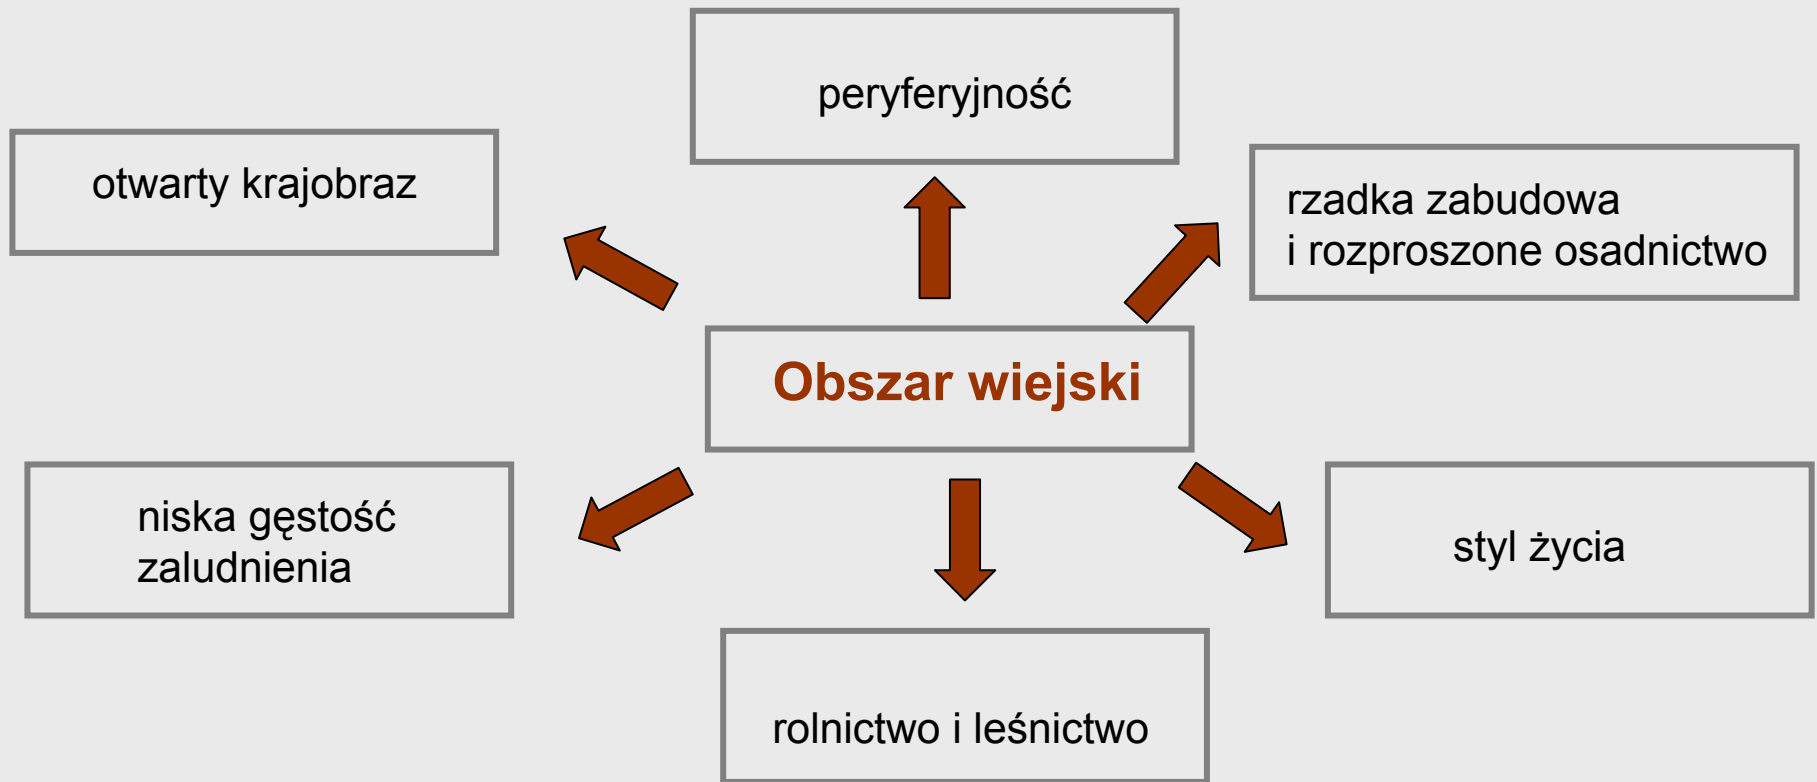 peryferyjność
otwarty krajobraz
rzadka zabudowa
i rozproszone osadnictwo
Obszar wiejski
niska gęstość
zaludnienia
styl życia
rolnictwo i leśnictwo